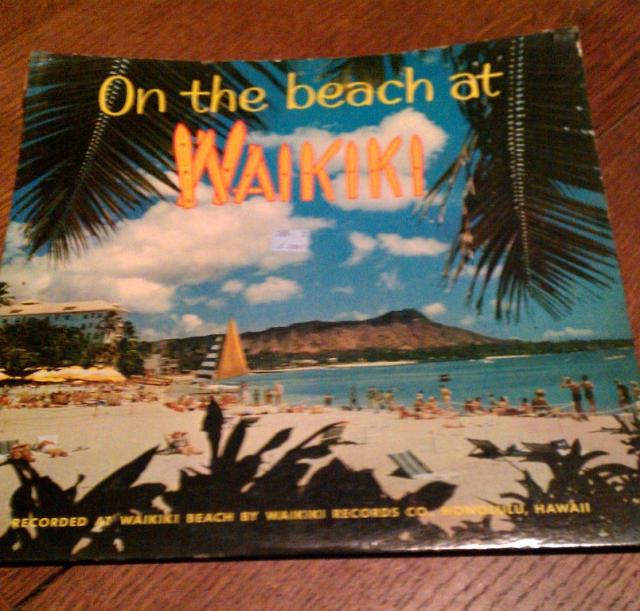 On the beach at
WAIKIKI
RECORDED AT WAIKIKI BEACH BY WAIKIKI RECORDS CO. HONOLULU, HAWAII